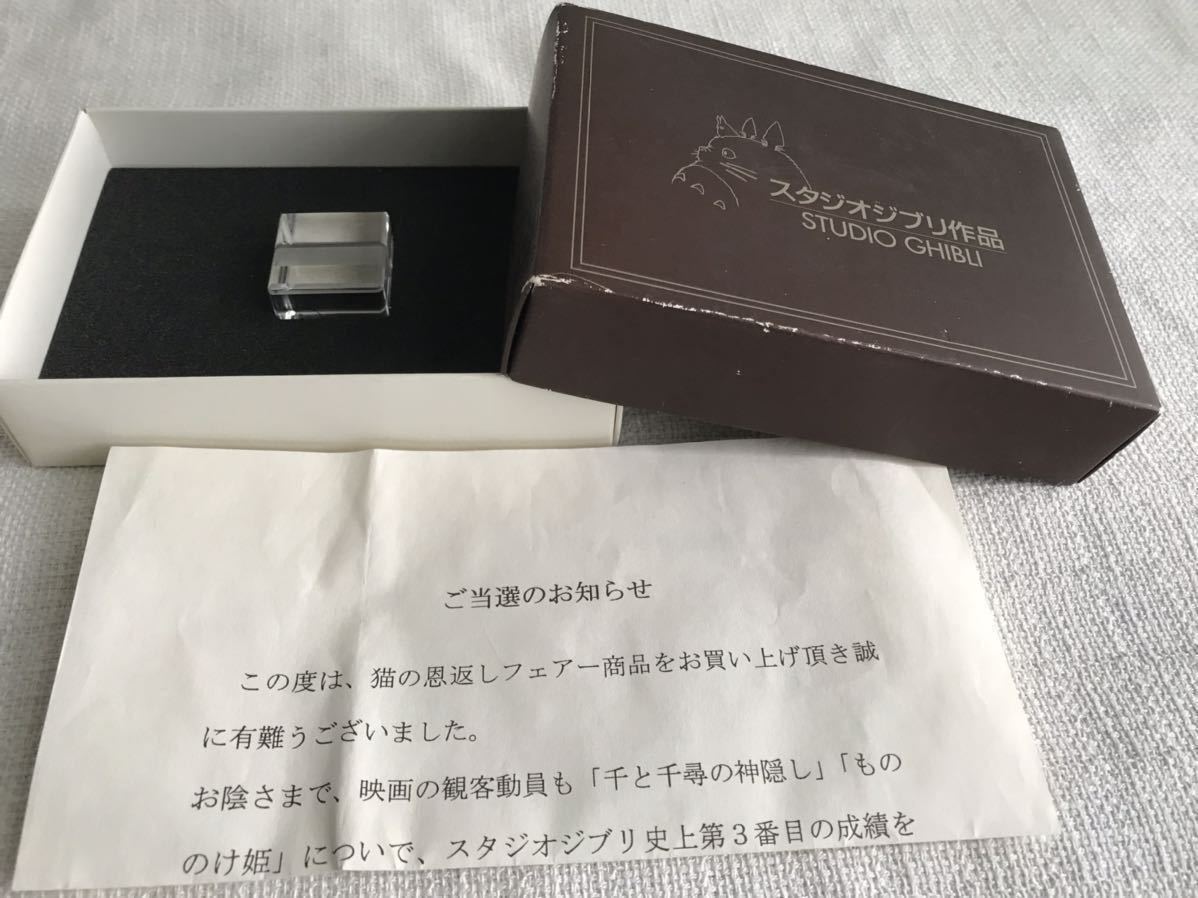 スタジオジブリ作品
STUDIO GHIBLI
ご当選のお知らせ
この度は、猫の恩返しフェアー商品をお買い上げ頂き誠
に有難うございました。
お陰さまで、映画の観客動員も「千と千尋の神隠し」「もの
のけ姫」についで、スタジオジブリ史上第３番目の成績を